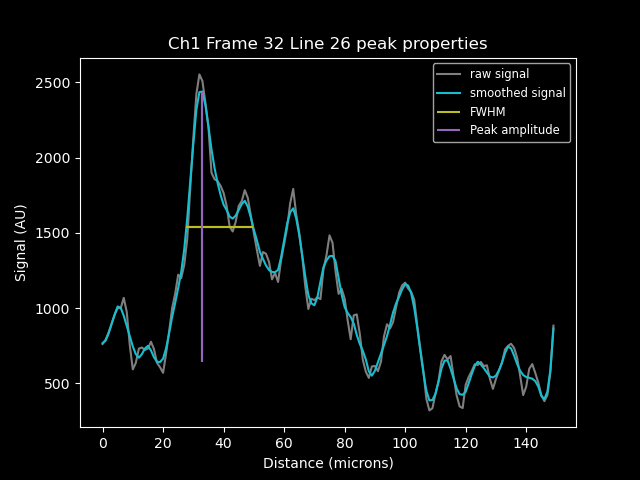 Ch1 Frame 32 Line 26 peak properties
raw signal
smoothed signal
FWHM
Peak amplitude
Signal (AU)
2500
2000
1500
1000
500
0 20 40 60 80 100 120 140
Distance (microns)